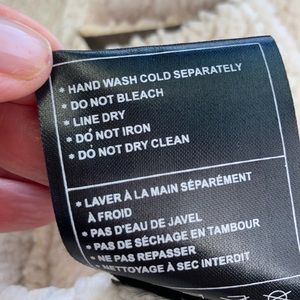 * HAND WASH COLD SEPARATELY
* DO NOT BLEACH
* LINE DRY
* DO NOT IRON
* DO NOT DRY CLEAN
* LAVER À LA MAIN SÉPARÉMENT
À FROID
* PAS D'EAU DE JAVEL
* PAS DE SÉCHAGE EN TAMBOUR
* NE PAS REPASSER
* NETTOYAGE À SEC INTERDIT